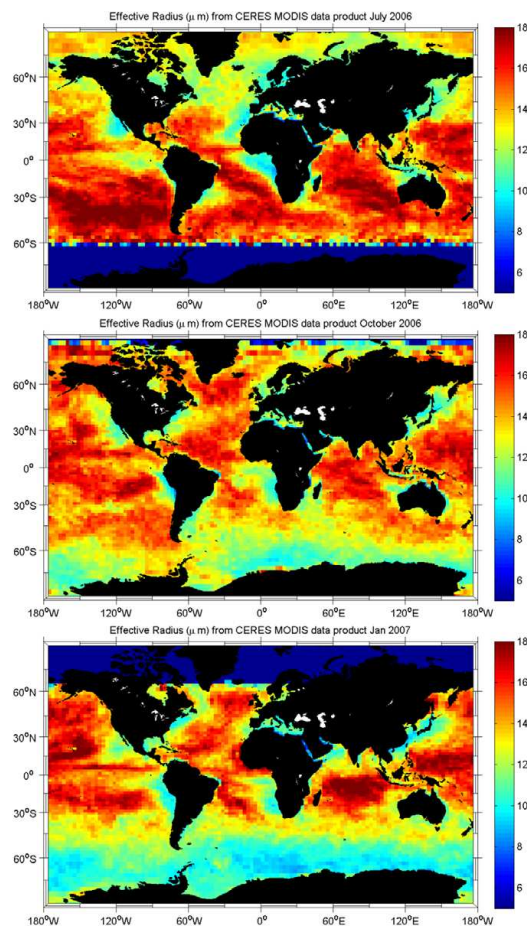 Effective Radius (μ m) from CERES MODIS data product July 2006
60°N
30°N
0°
30°S
60°S
180°W 120°W 60°W 0° 60°E 120°E 180°W
18
16
14
12
10
8
6
Effective Radius (μ m) from CERES MODIS data product October 2006
60°N
30°N
0°
30°S
60°S
180°W 120°W 60°W 0° 60°E 120°E 180°W
18
16
14
12
10
8
6
Effective Radius (μ m) from CERES MODIS data product Jan 2007
60°N
30°N
0°
30°S
60°S
180°W 120°W 60°W 0° 60°E 120°E 180°W
18
16
14
12
10
8
6